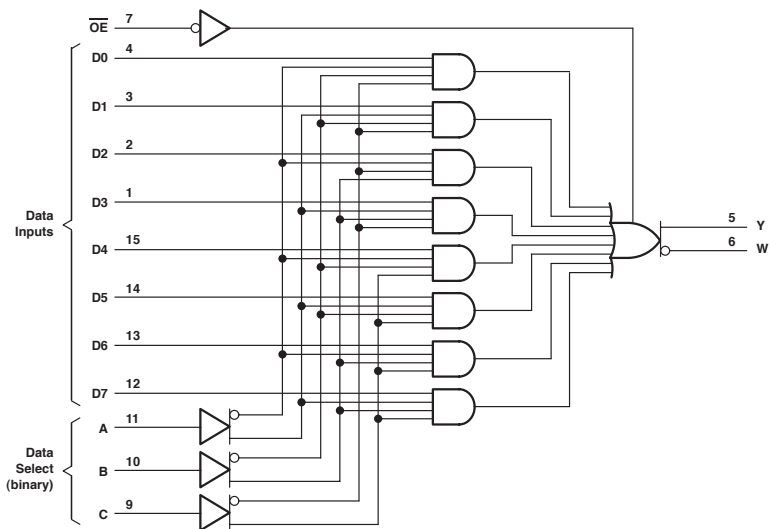 O̅E̅ 7
D0 4
D1 3
D2 2
D3 1
Data
Inputs
D4 15
D5 14
D6 13
D7 12
5 Y
6 W
A 11
Data
Select
(binary)
B 10
C 9